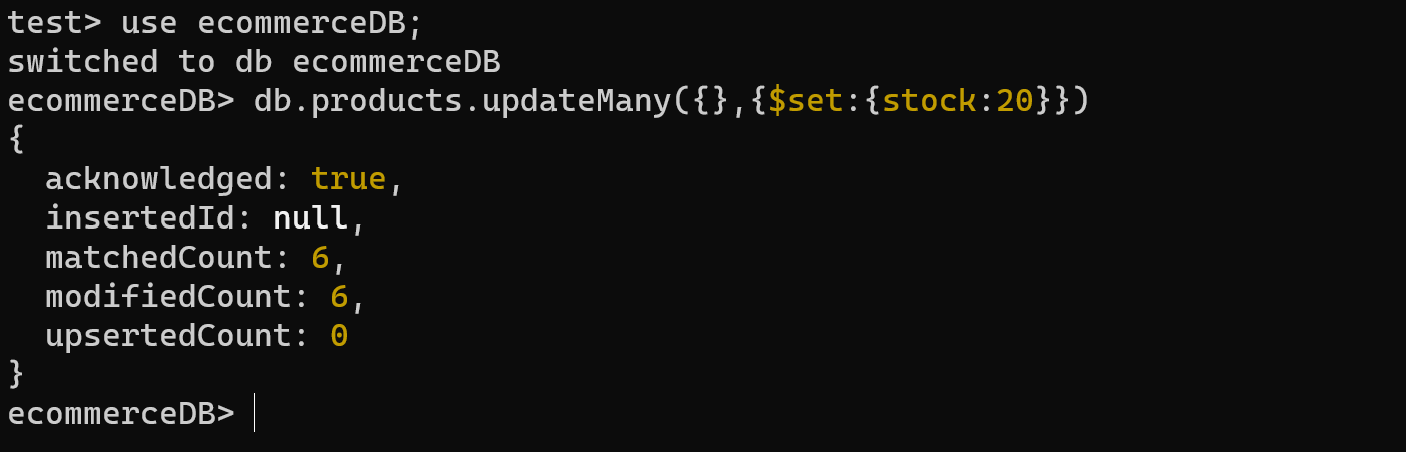 test> use ecommerceDB;
switched to db ecommerceDB
ecommerceDB> db.products.updateMany({},{$set:{stock:20}})
{
  acknowledged: true,
  insertedId: null,
  matchedCount: 6,
  modifiedCount: 6,
  upsertedCount: 0
}
ecommerceDB>